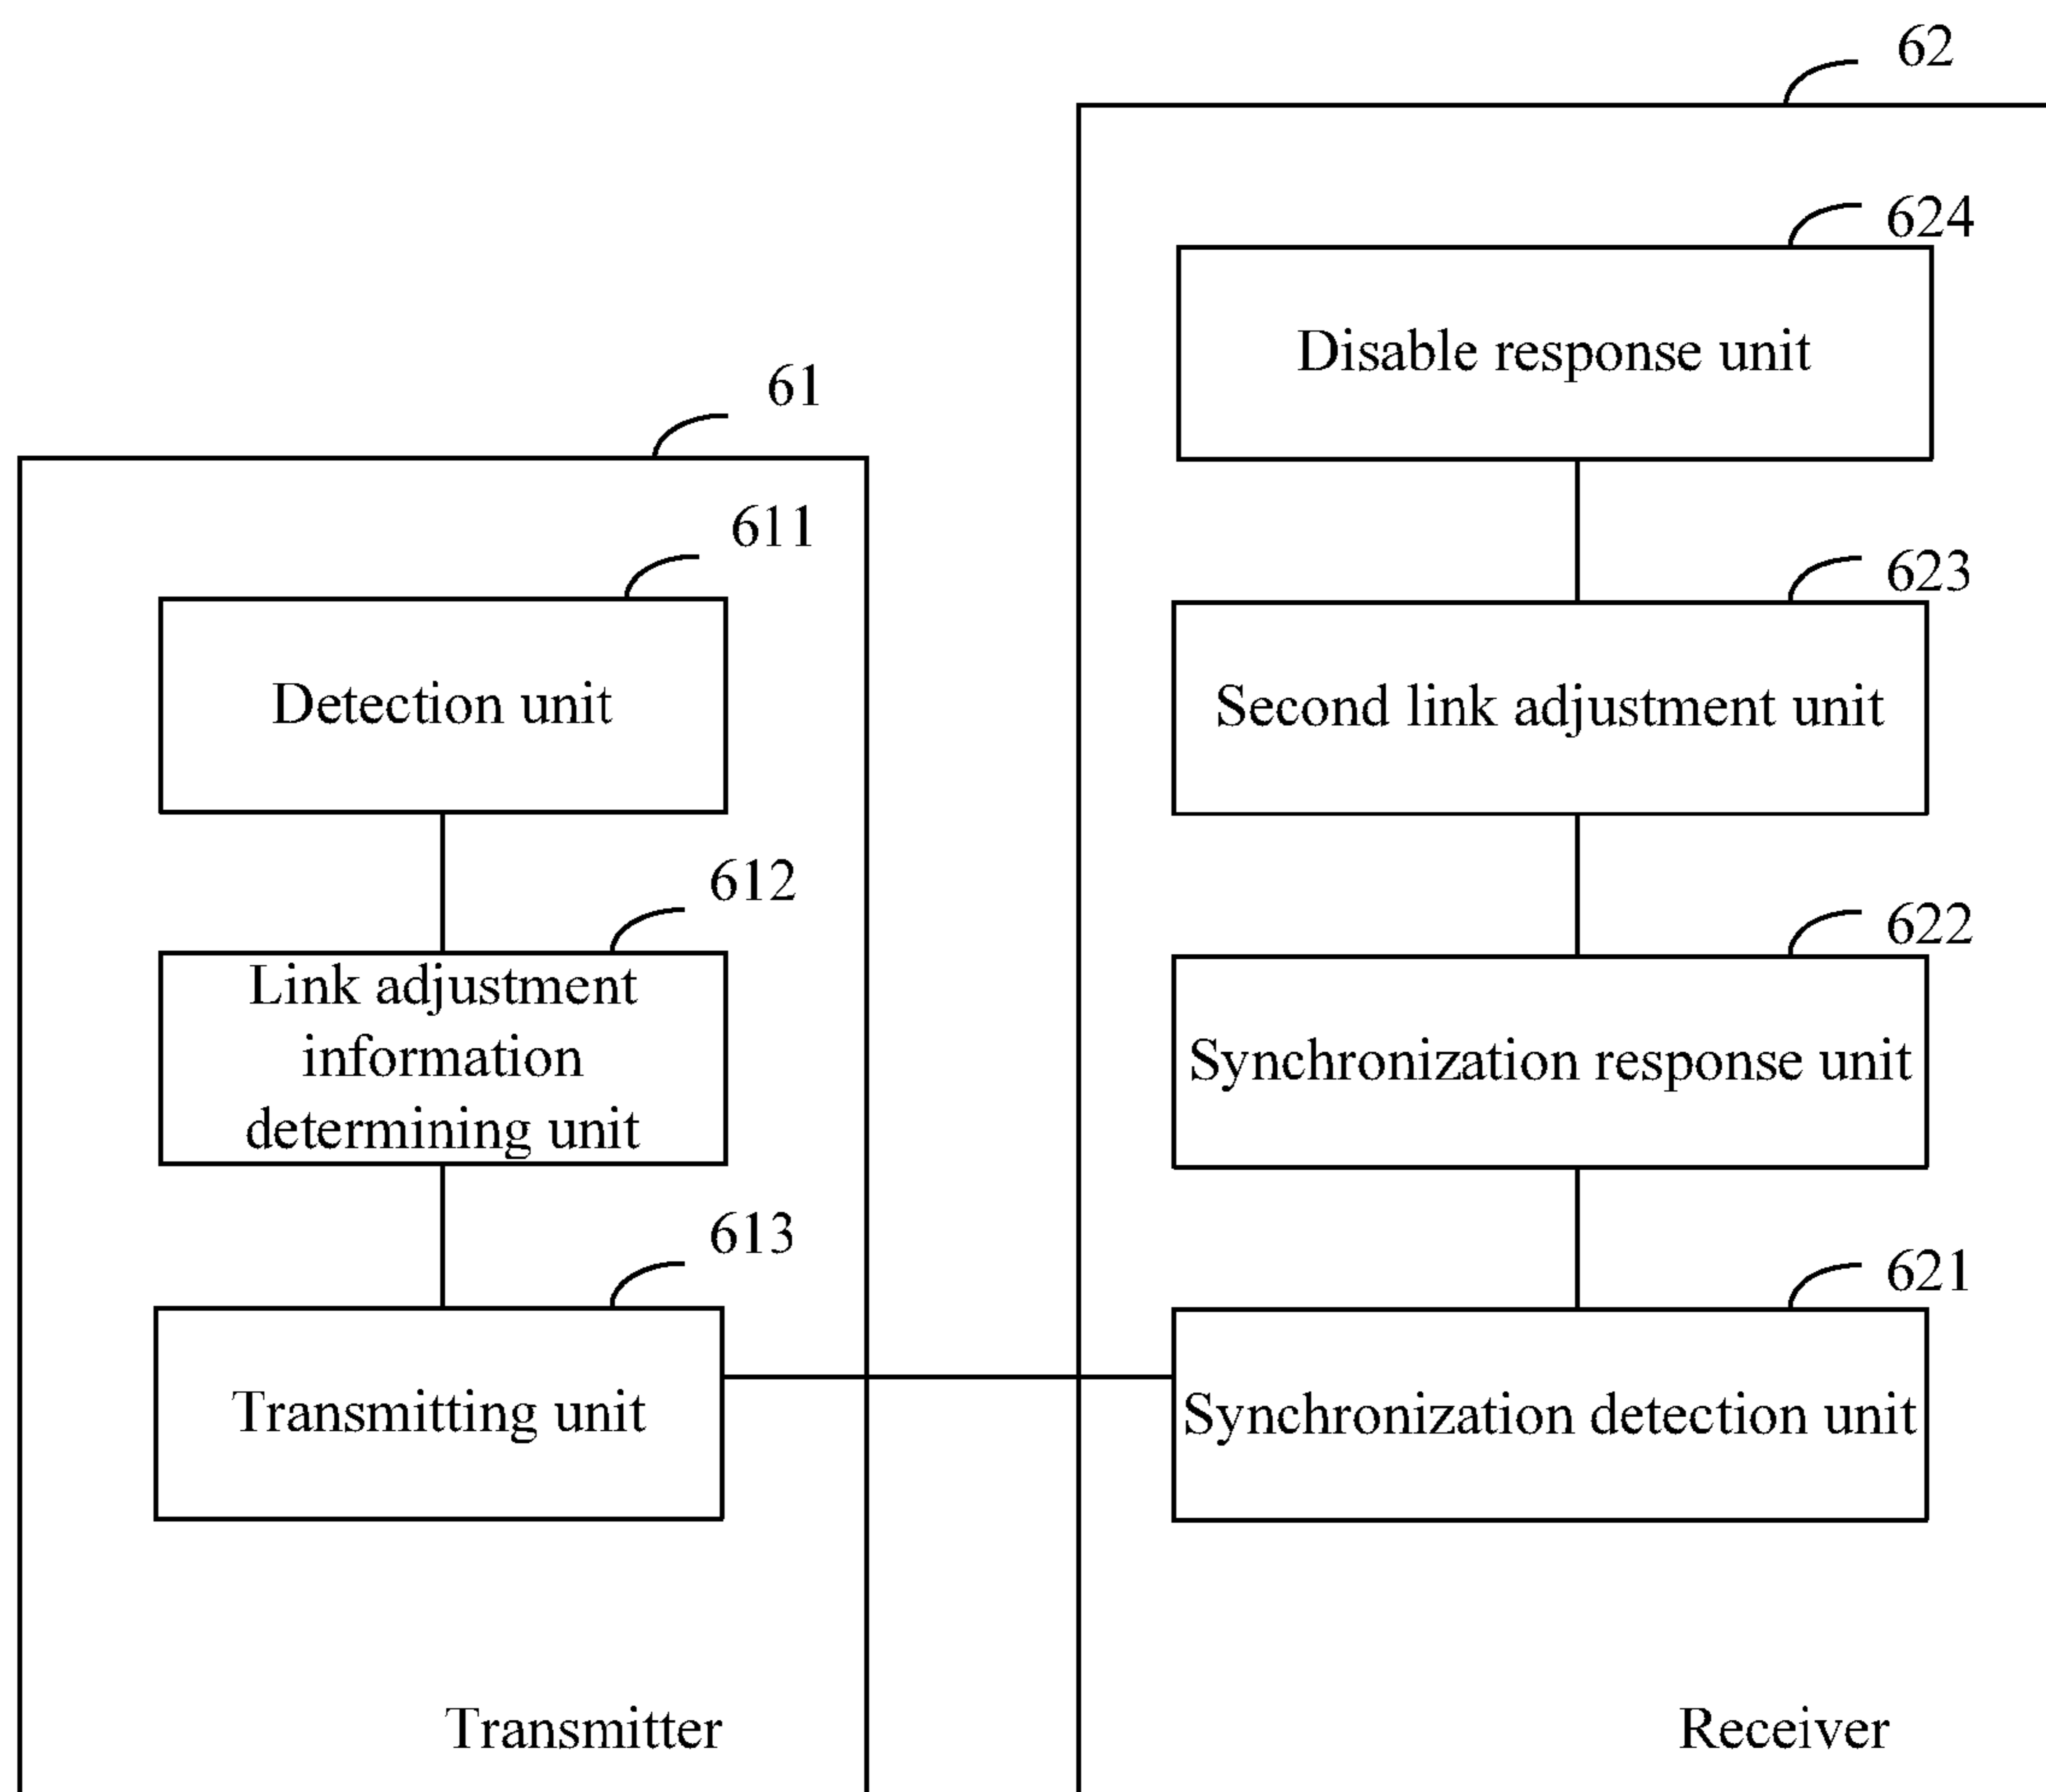 62
624
Disable response unit
61
611
623
Detection unit
Second link adjustment unit
612
622
Link adjustment
information
determining unit
Synchronization response unit
613
621
Transmitting unit
Synchronization detection unit
Transmitter
Receiver